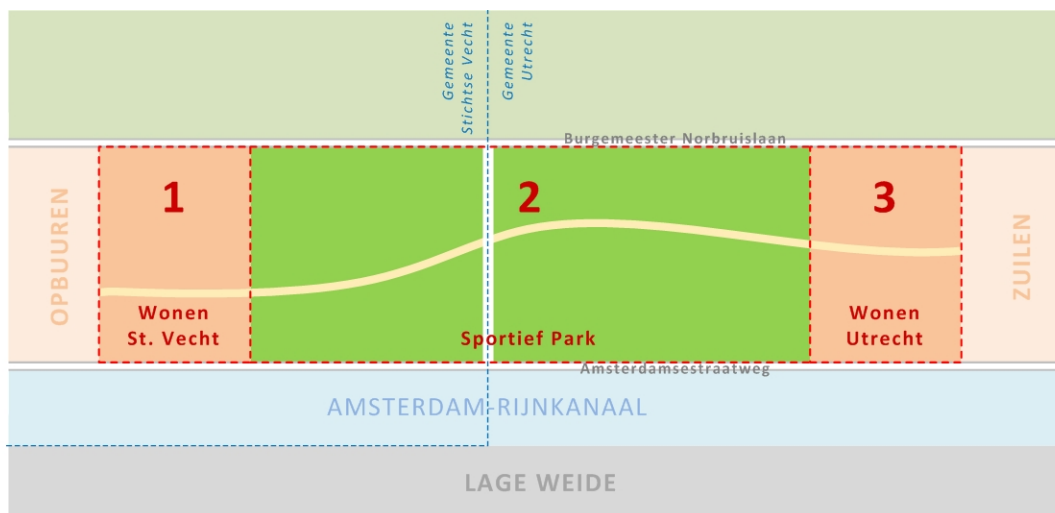 Gemeente
Stichtse Vecht
Gemeente
Utrecht
Burgemeester Norbruislaan
OPBUUREN
1
2
3
ZUILEN
Wonen
St. Vecht
Sportief Park
Wonen
Utrecht
Amsterdamsestraatweg
AMSTERDAM-RIJNKANAAL
LAGE WEIDE